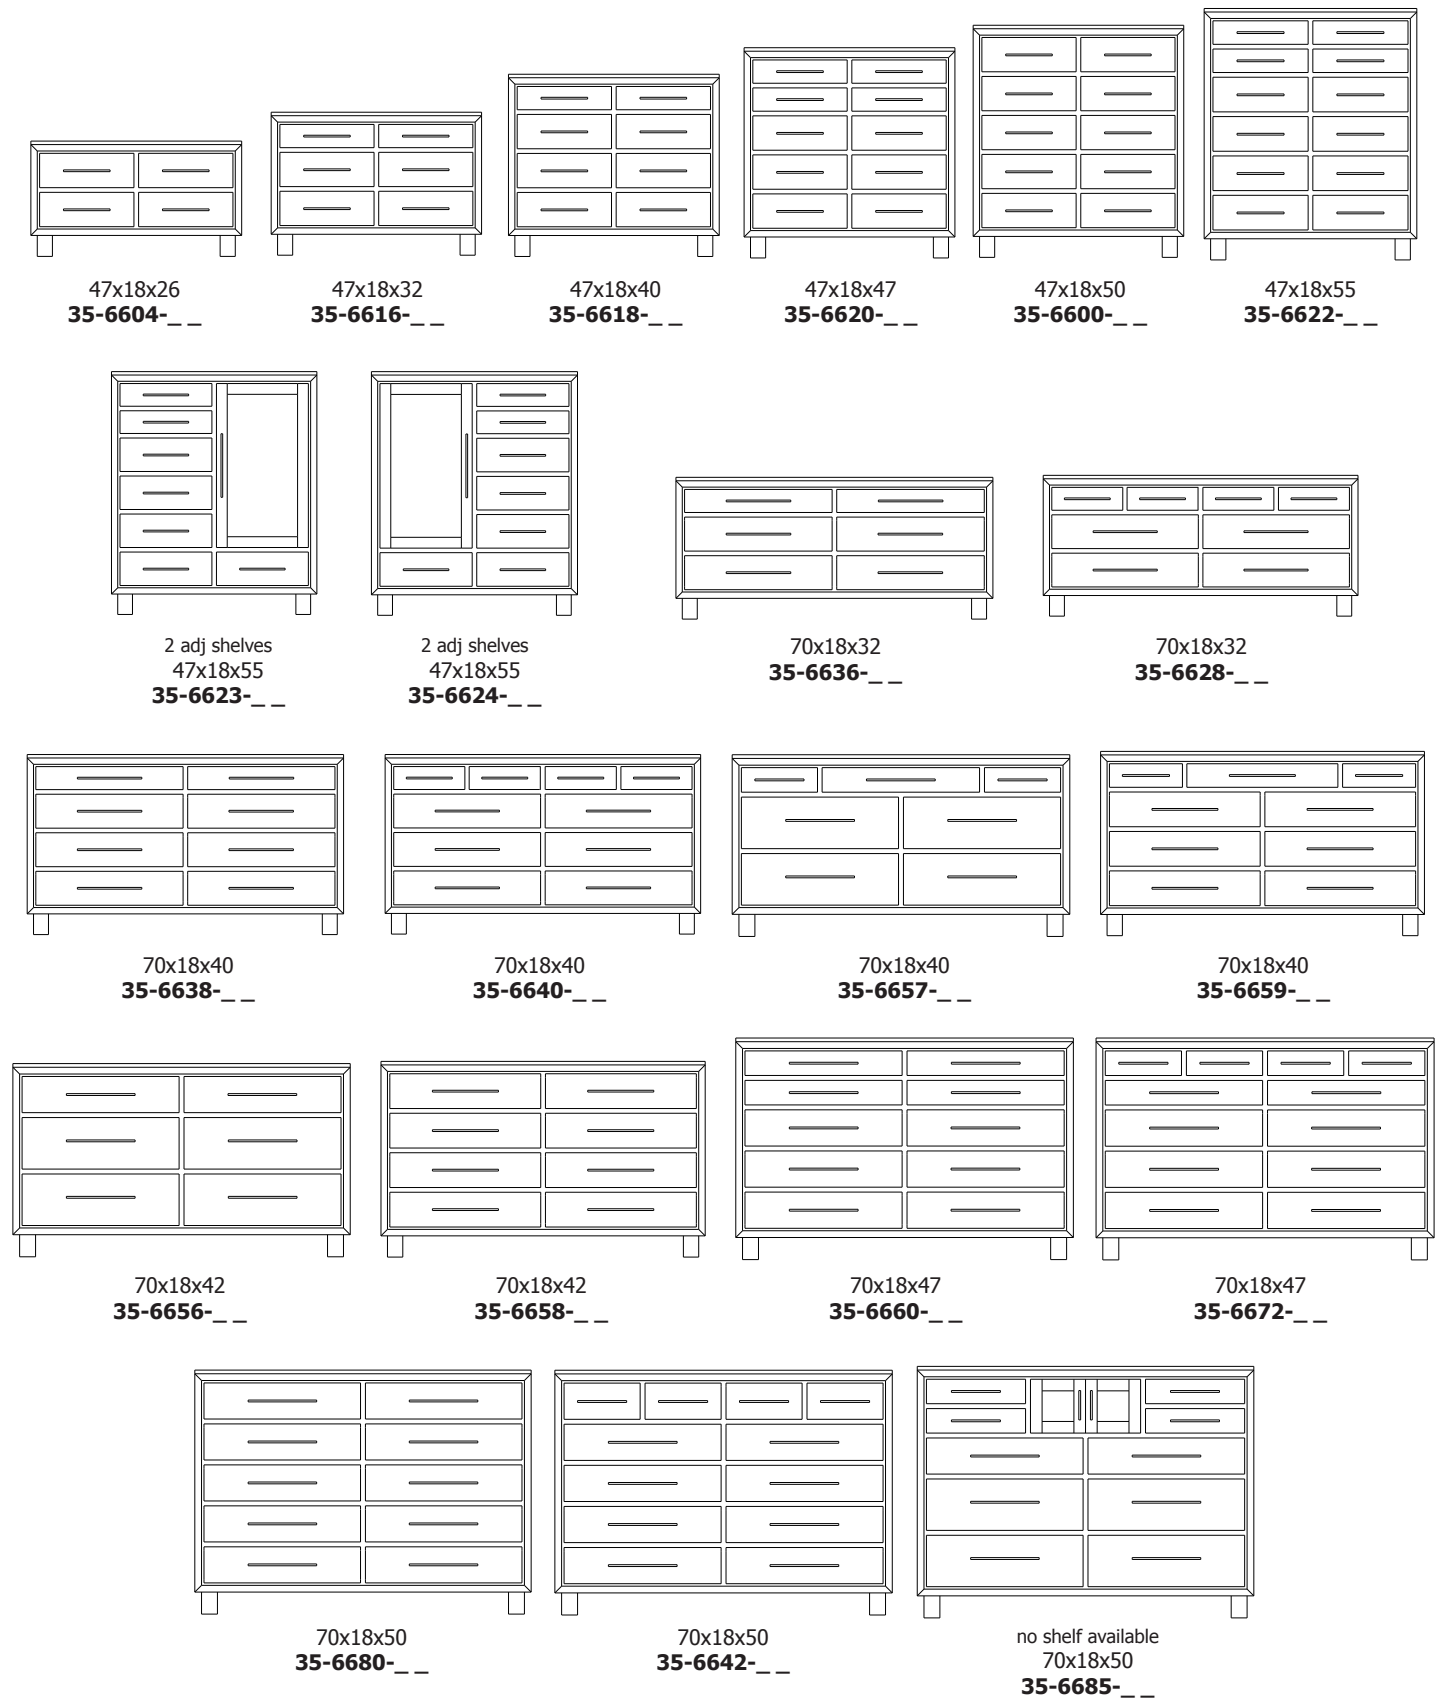 47x18x26
35-6604-_ _
47x18x32
35-6616-_ _
47x18x40
35-6618-_ _
47x18x47
35-6620-_ _
47x18x50
35-6600-_ _
47x18x55
35-6622-_ _
2 adj shelves
47x18x55
35-6623-_ _
2 adj shelves
47x18x55
35-6624-_ _
70x18x32
35-6636-_ _
70x18x32
35-6628-_ _
70x18x40
35-6638-_ _
70x18x40
35-6640-_ _
70x18x40
35-6657-_ _
70x18x40
35-6659-_ _
70x18x42
35-6656-_ _
70x18x42
35-6658-_ _
70x18x47
35-6660-_ _
70x18x47
35-6672-_ _
70x18x50
35-6680-_ _
70x18x50
35-6642-_ _
no shelf available
70x18x50
35-6685-_ _